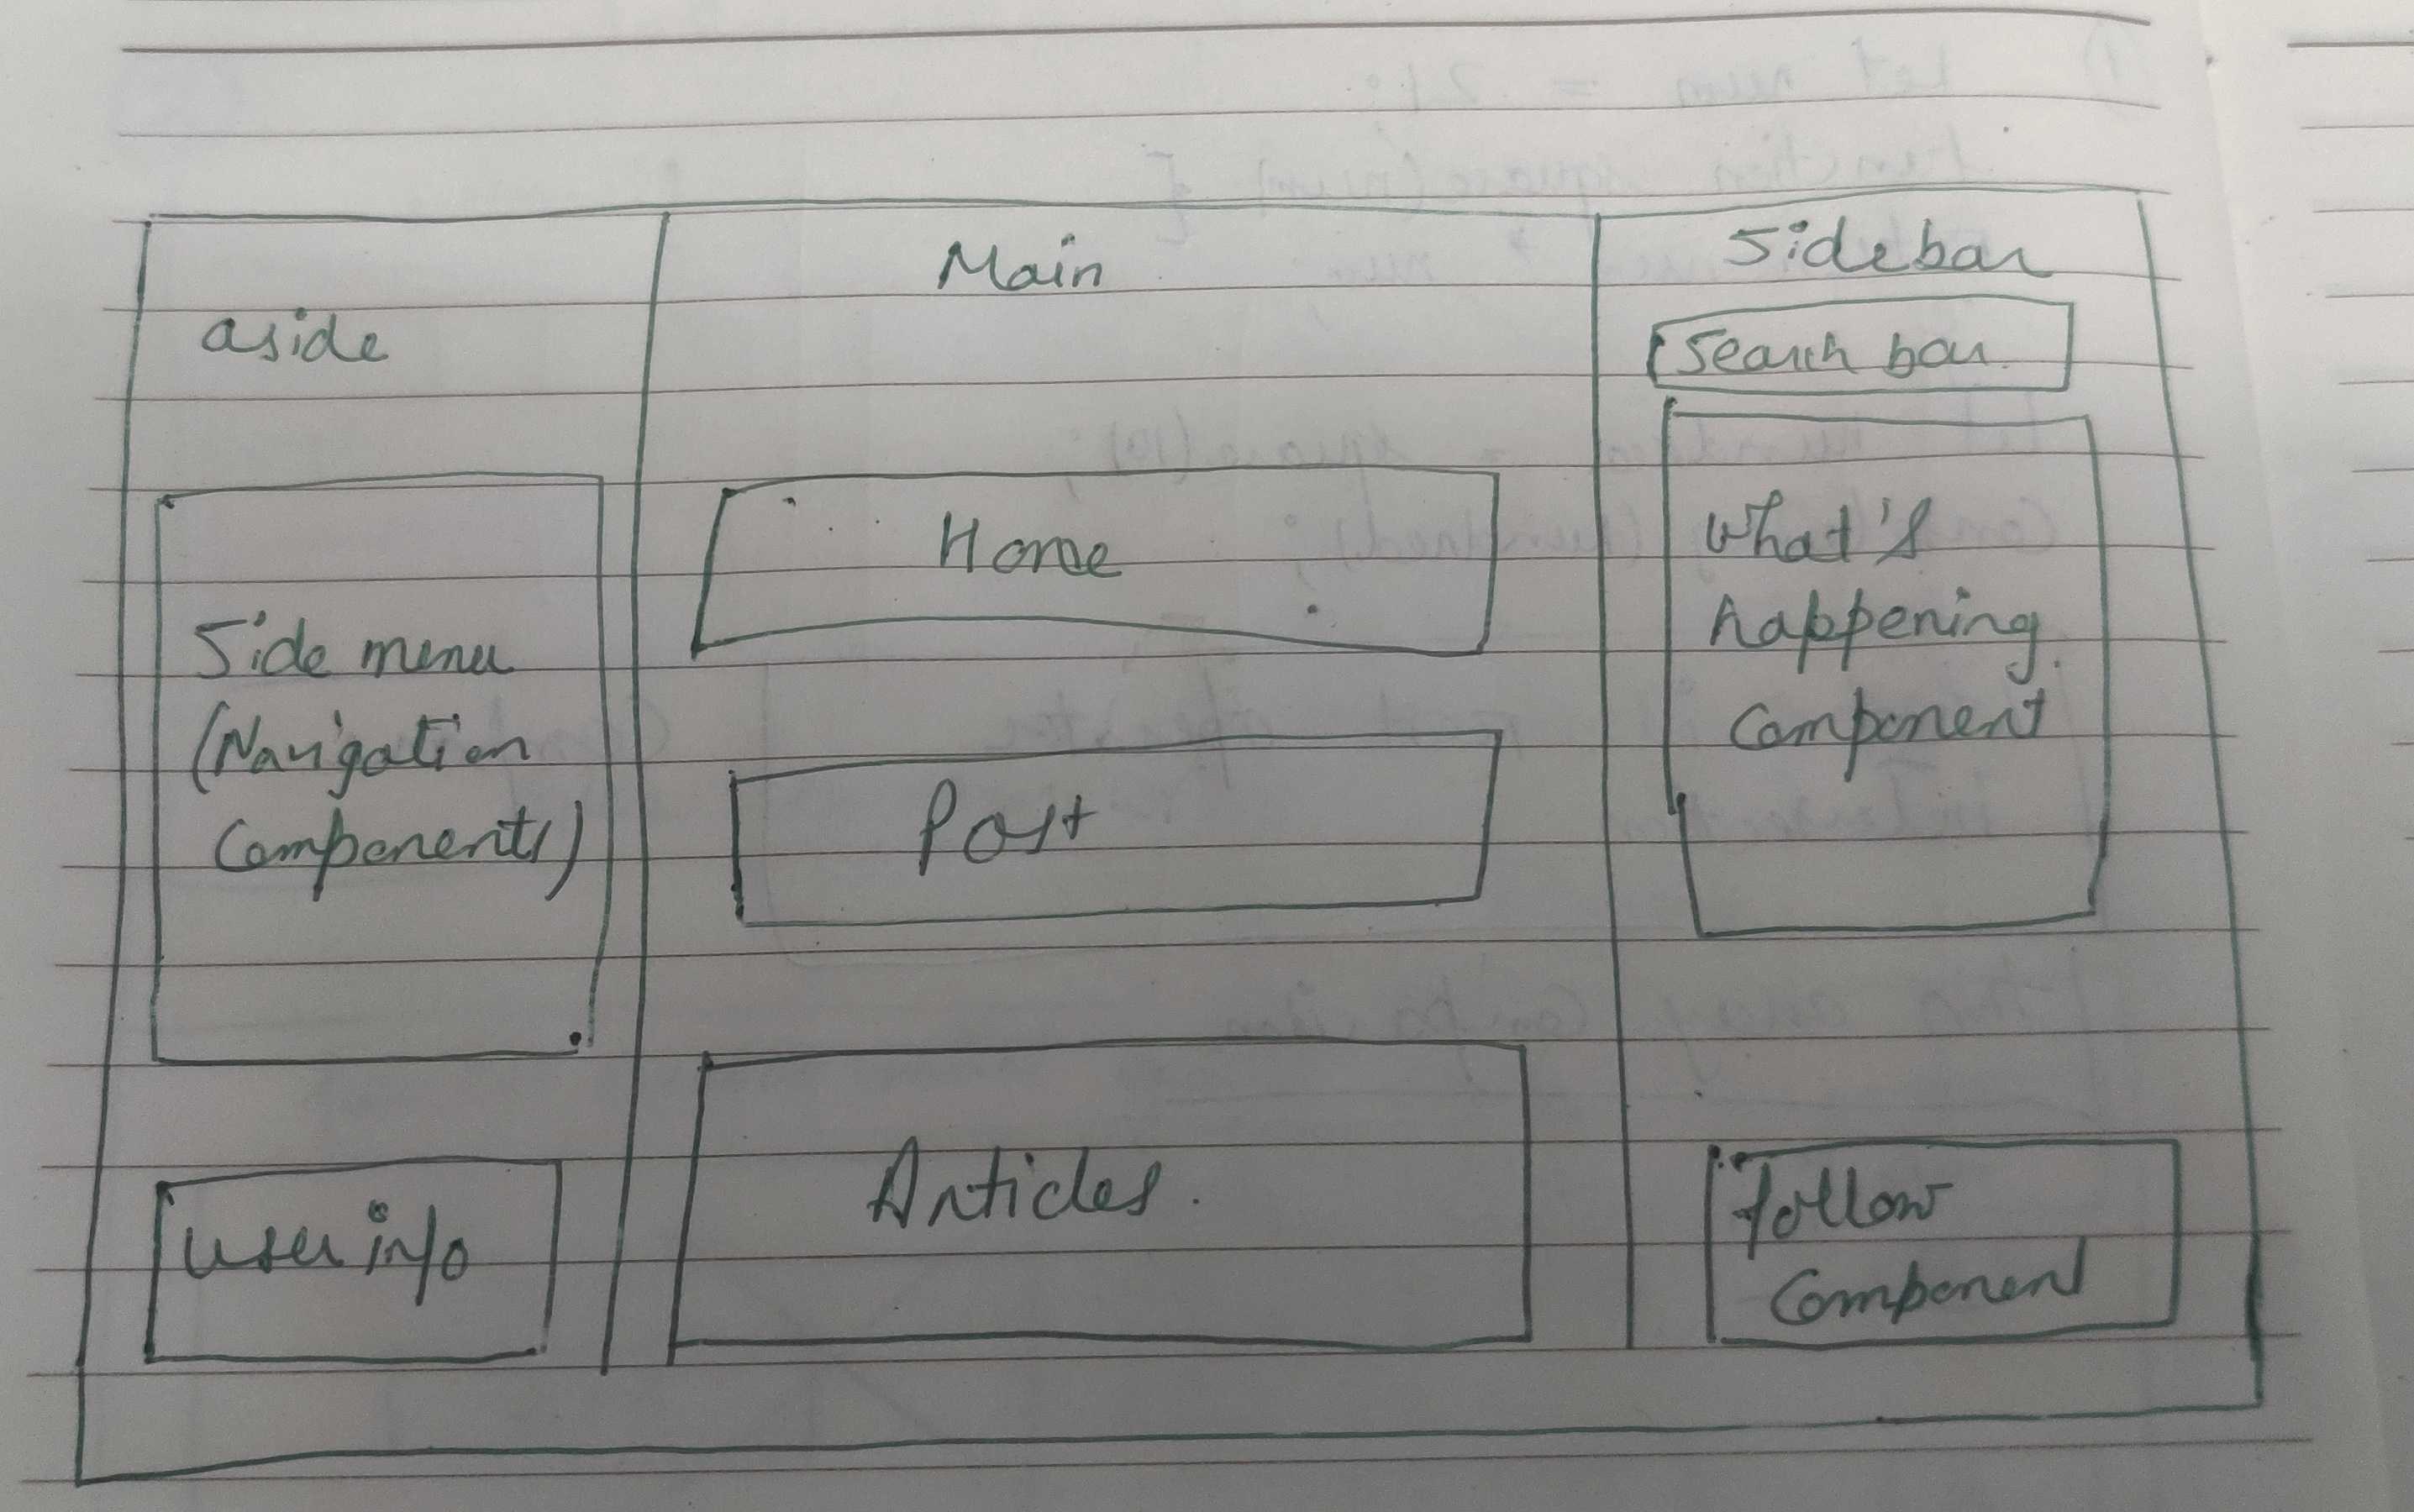 aside
Side menu
(Navigation
Components)
user info
Main
Home
Post
Articles.
Sidebar
Search bar
What's
happening
Component
follow
Component